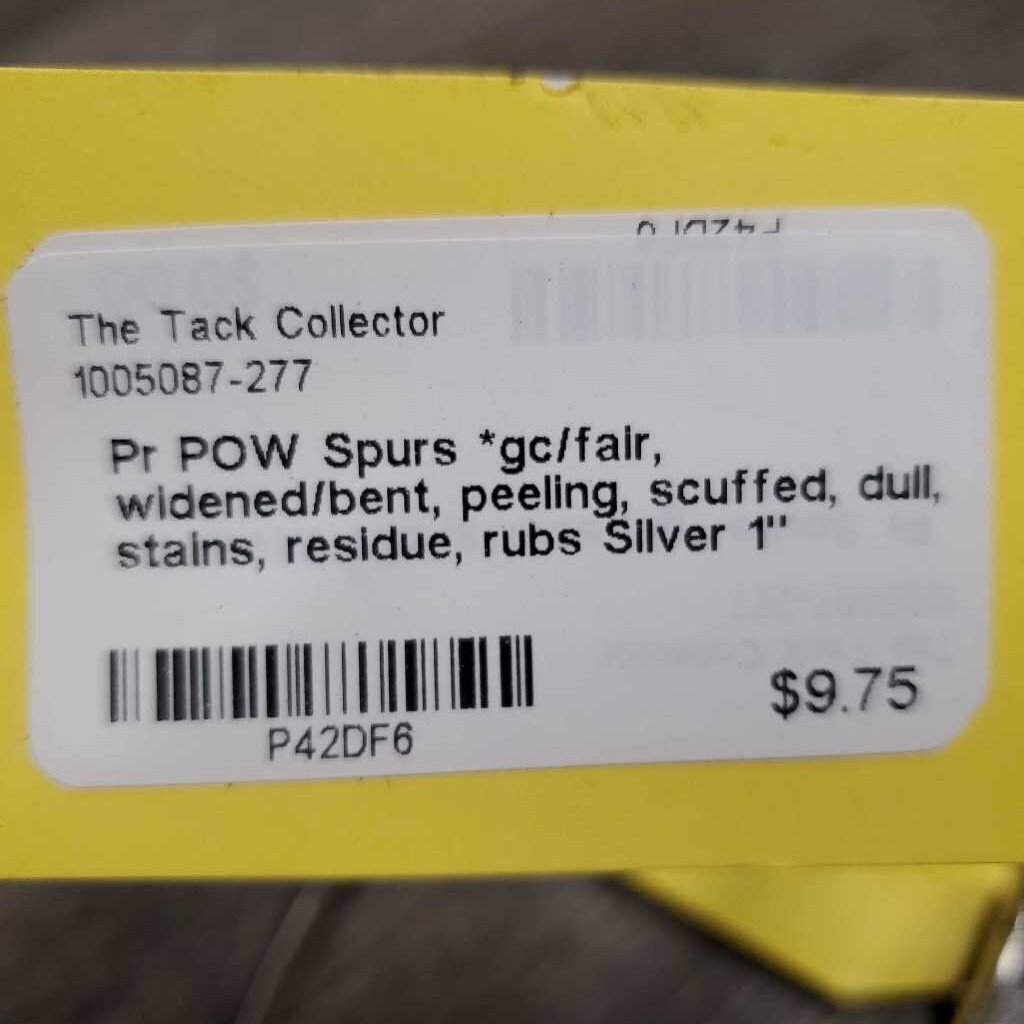 The Tack Collector
1005087-277
Pr POW Spurs *gc/fair,
widened/bent, peeling, scuffed, dull,
stains, residue, rubs Silver 1"
P42DF6
$9.75